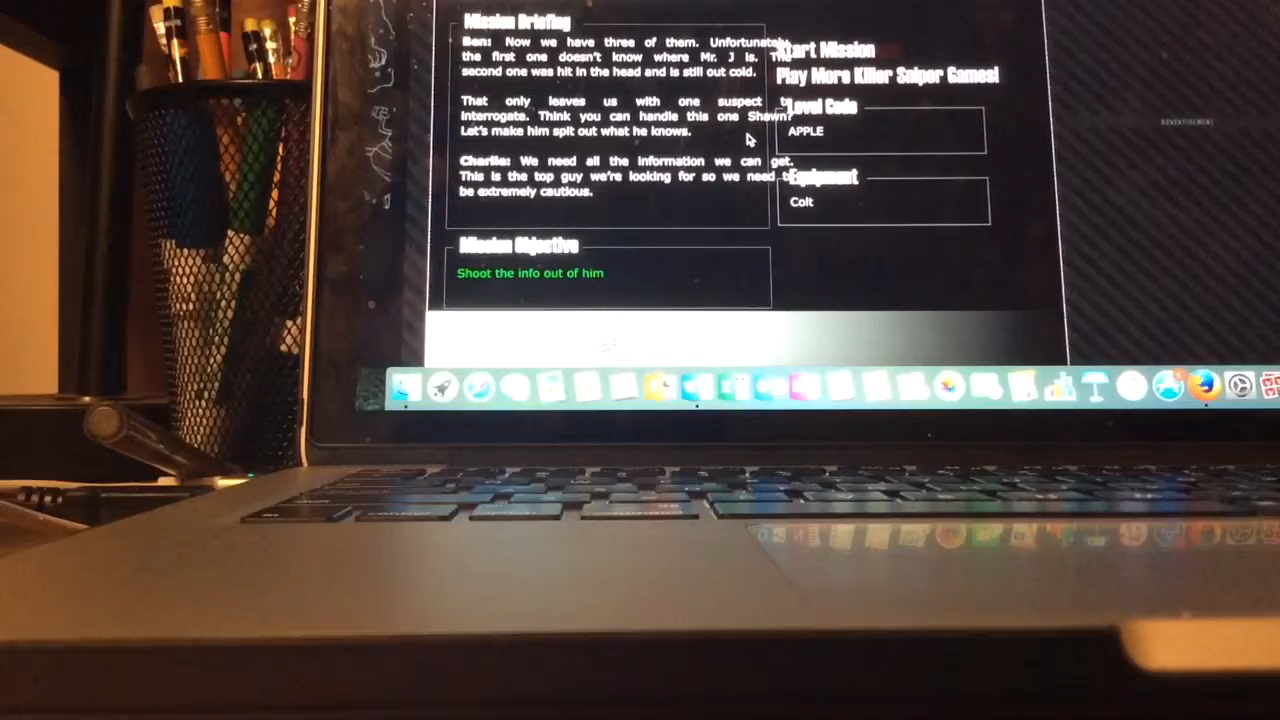 Mission Briefing
Ben: Now we have three of them. Unfortunately,
the first one doesn't know where Mr. J is. The
second one was hit in the head and is still out cold.
That only leaves us with one suspect to
interrogate. Think you can handle this one Shawn?
Let's make him spit out what he knows.
Charlie: We need all the information we can get.
This is the top guy we're looking for so we need to
be extremely cautious.
Mission Objective
Shoot the info out of him
Start Mission
Play More Killer Sniper Games!
Level Code
APPLE
Equipment
Colt
ADVERTISEMENT